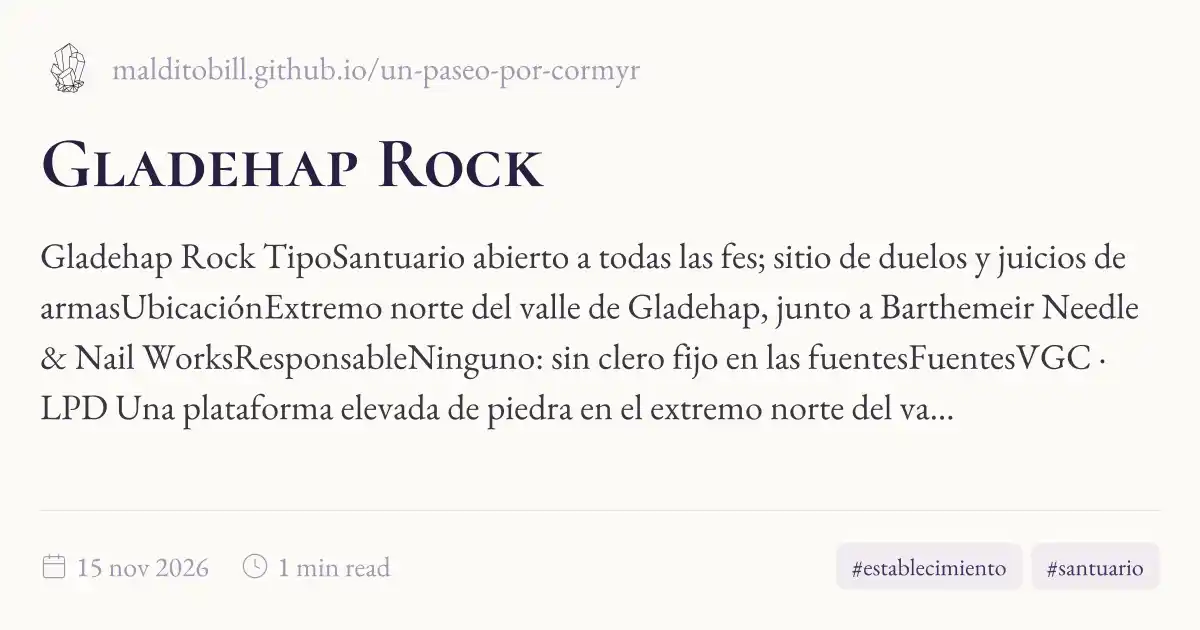 malditobill.github.io/un-paseo-por-cormyr
Gladehap Rock
Gladehap Rock TipoSantuario abierto a todas las fes; sitio de duelos y juicios de
armasUbicaciónExtremo norte del valle de Gladehap, junto a Barthemeir Needle
& Nail WorksResponsableNinguno: sin clero fijo en las fuentesFuentesVGC ·
LPD Una plataforma elevada de piedra en el extremo norte del va...
15 nov 2026 1 min read #establecimiento #santuario